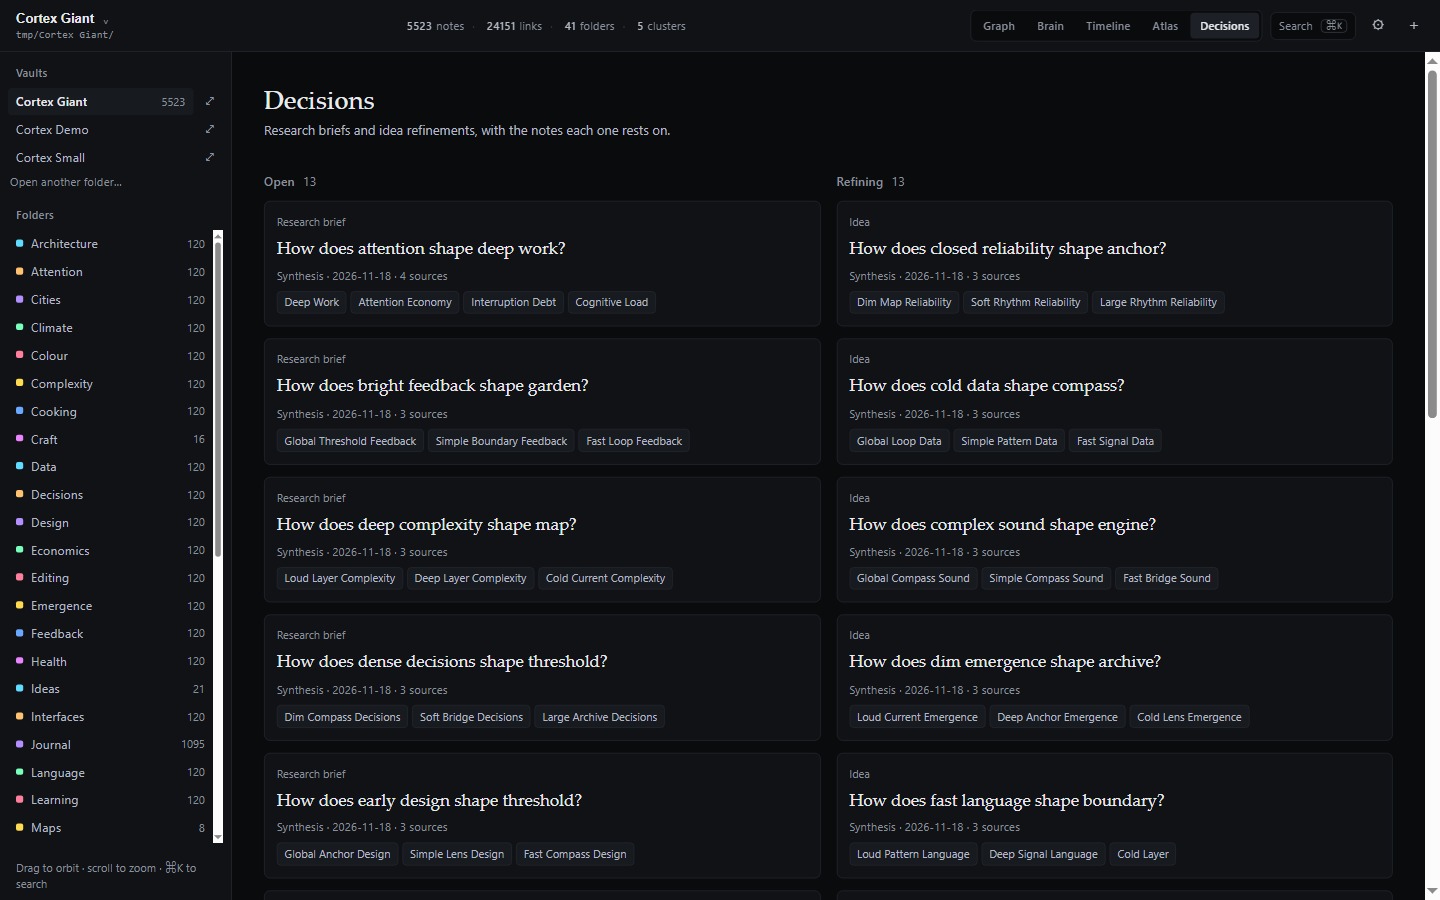 Cortex Giant
tmp/Cortex Giant/
5523 notes · 24151 links · 41 folders · 5 clusters
Graph
Brain
Timeline
Atlas
Decisions
Search ⌘K
Vaults
Cortex Giant 5523
Cortex Demo
Cortex Small
Open another folder...
Folders
Architecture 120
Attention 120
Cities 120
Climate 120
Colour 120
Complexity 120
Cooking 120
Craft 16
Data 120
Decisions 120
Design 120
Economics 120
Editing 120
Emergence 120
Feedback 120
Health 120
Ideas 21
Interfaces 120
Journal 1095
Language 120
Learning 120
Maps 8
Drag to orbit · scroll to zoom · ⌘K to
search
Decisions
Research briefs and idea refinements, with the notes each one rests on.
Open 13
Research brief
How does attention shape deep work?
Synthesis · 2026-11-18 · 4 sources
Deep Work
Attention Economy
Interruption Debt
Cognitive Load
Research brief
How does bright feedback shape garden?
Synthesis · 2026-11-18 · 3 sources
Global Threshold Feedback
Simple Boundary Feedback
Fast Loop Feedback
Research brief
How does deep complexity shape map?
Synthesis · 2026-11-18 · 3 sources
Loud Layer Complexity
Deep Layer Complexity
Cold Current Complexity
Research brief
How does dense decisions shape threshold?
Synthesis · 2026-11-18 · 3 sources
Dim Compass Decisions
Soft Bridge Decisions
Large Archive Decisions
Research brief
How does early design shape threshold?
Synthesis · 2026-11-18 · 3 sources
Global Anchor Design
Simple Lens Design
Fast Compass Design
Refining 13
Idea
How does closed reliability shape anchor?
Synthesis · 2026-11-18 · 3 sources
Dim Map Reliability
Soft Rhythm Reliability
Large Rhythm Reliability
Idea
How does cold data shape compass?
Synthesis · 2026-11-18 · 3 sources
Global Loop Data
Simple Pattern Data
Fast Signal Data
Idea
How does complex sound shape engine?
Synthesis · 2026-11-18 · 3 sources
Global Compass Sound
Simple Compass Sound
Fast Bridge Sound
Idea
How does dim emergence shape archive?
Synthesis · 2026-11-18 · 3 sources
Loud Current Emergence
Deep Anchor Emergence
Cold Lens Emergence
Idea
How does fast language shape boundary?
Synthesis · 2026-11-18 · 3 sources
Loud Pattern Language
Deep Signal Language
Cold Layer